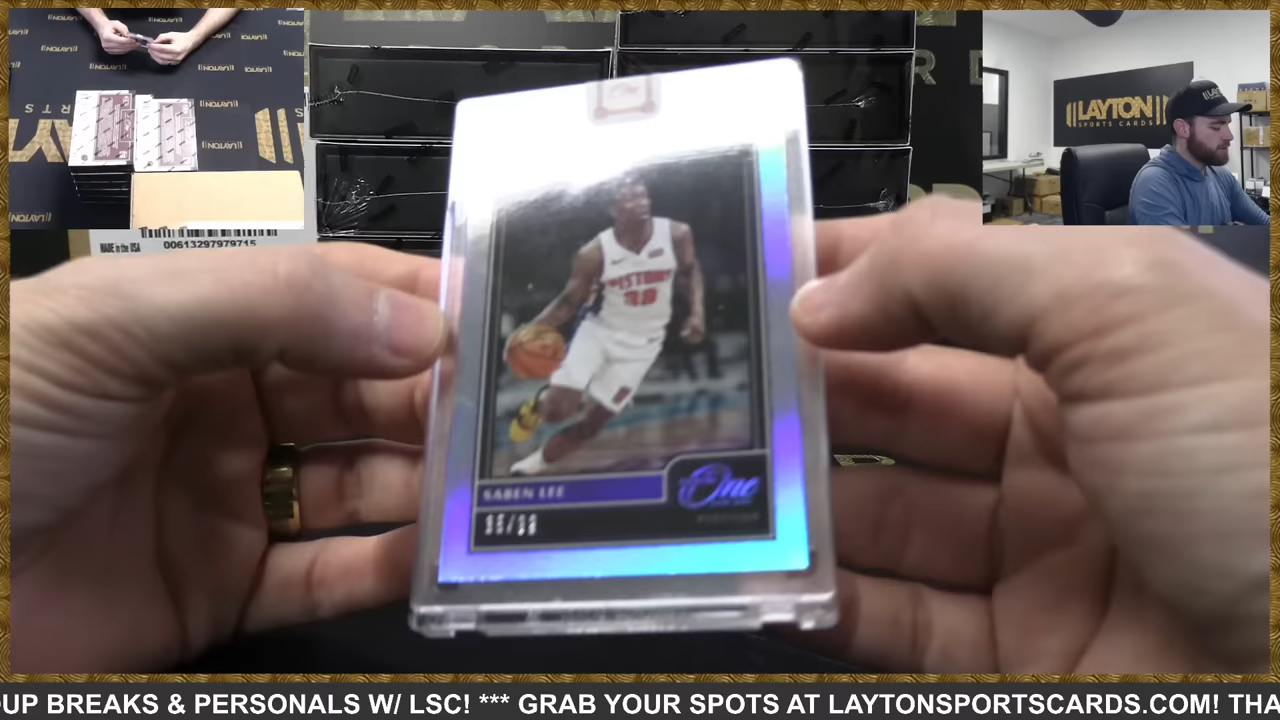 LAYTON
SPORTS CARDS
MADE in the USA
00613297979715
PISTONS
SABEN LEE
One
UP BREAKS & PERSONALS W/ LSC! *** GRAB YOUR SPOTS AT LAYTONSPORTSCARDS.COM! THA